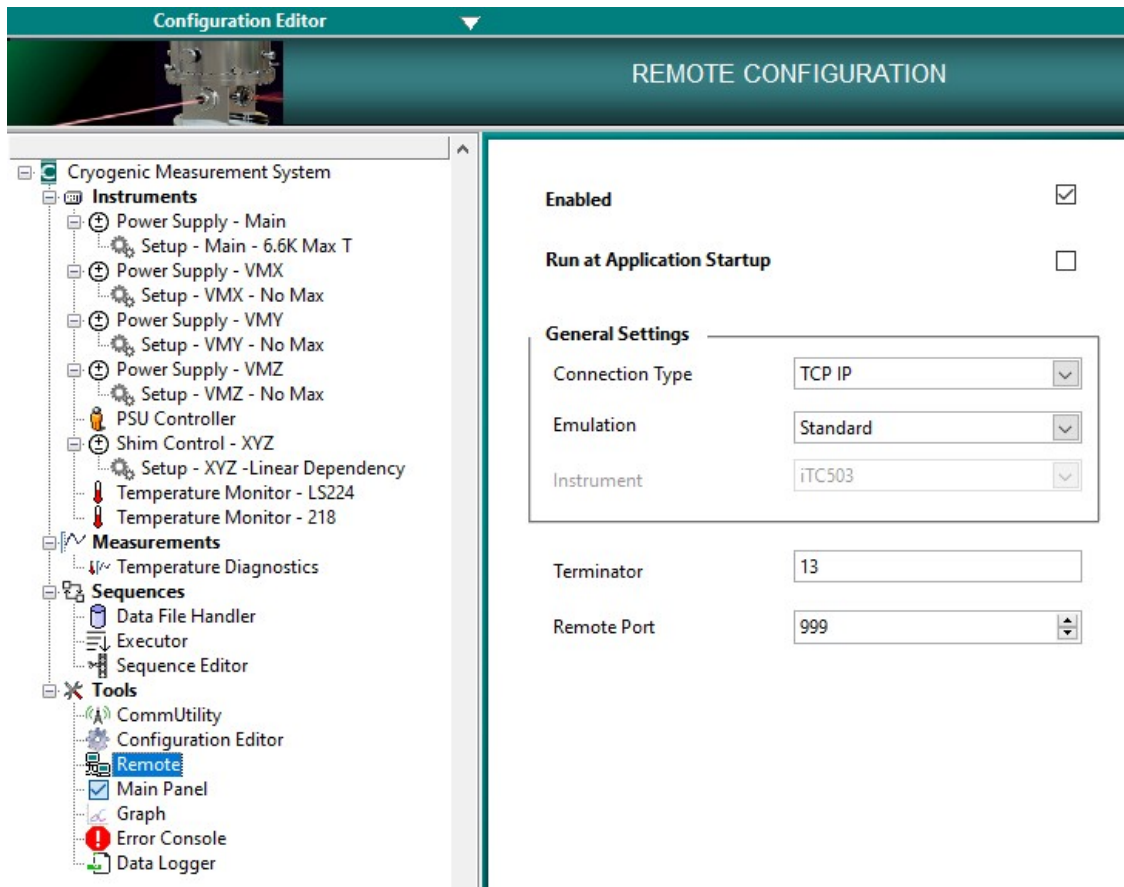 Configuration Editor
REMOTE CONFIGURATION
Cryogenic Measurement System
Instruments
Power Supply - Main
Setup - Main - 6.6K Max T
Power Supply - VMX
Setup - VMX - No Max
Power Supply - VMY
Setup - VMY - No Max
Power Supply - VMZ
Setup - VMZ - No Max
PSU Controller
Shim Control - XYZ
Setup - XYZ -Linear Dependency
Temperature Monitor - LS224
Temperature Monitor - 218
Measurements
Temperature Diagnostics
Sequences
Data File Handler
Executor
Sequence Editor
Tools
CommUtility
Configuration Editor
Remote
Main Panel
Graph
Error Console
Data Logger
Enabled
Run at Application Startup
General Settings
Connection Type TCP IP
Emulation Standard
Instrument iTC503
Terminator 13
Remote Port 999